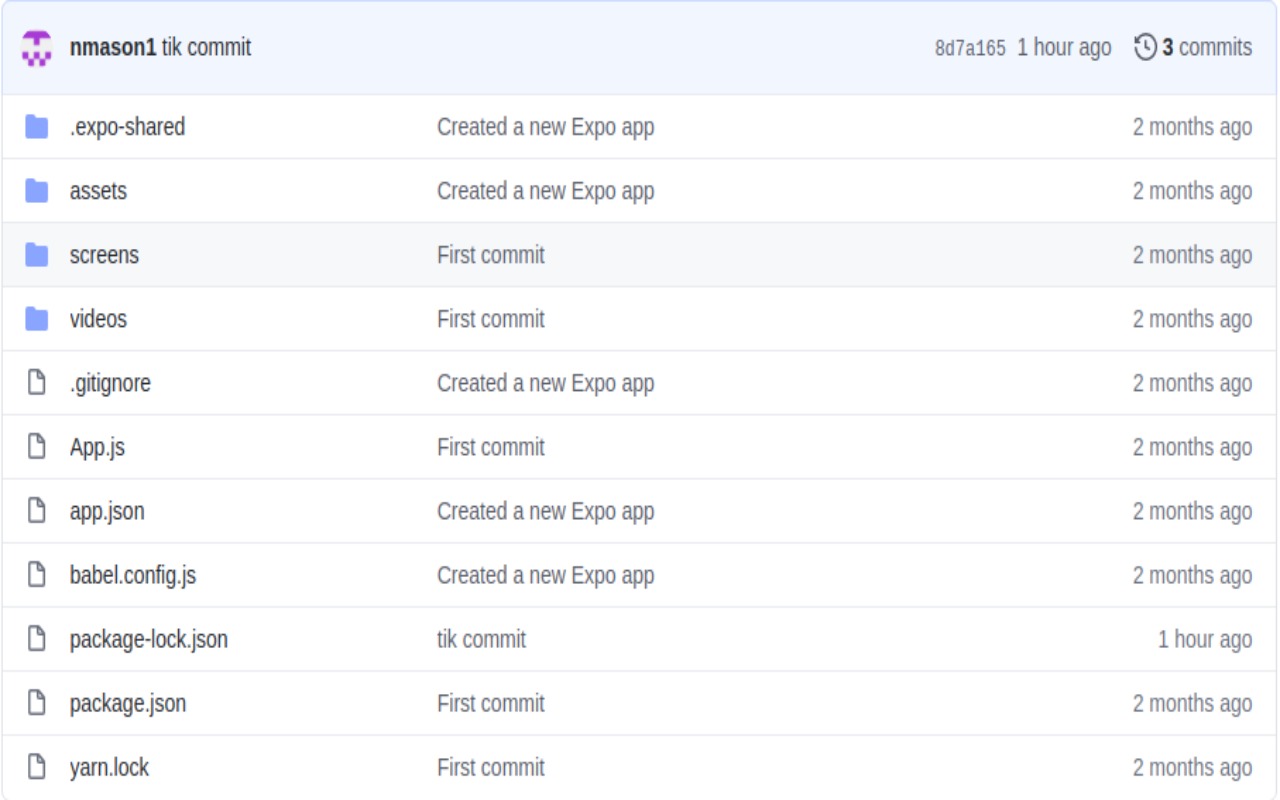 nmason1 tik commit 8d7a165 1 hour ago 3 commits
.expo-shared Created a new Expo app 2 months ago
assets Created a new Expo app 2 months ago
screens First commit 2 months ago
videos First commit 2 months ago
.gitignore Created a new Expo app 2 months ago
App.js First commit 2 months ago
app.json Created a new Expo app 2 months ago
babel.config.js Created a new Expo app 2 months ago
package-lock.json tik commit 1 hour ago
package.json First commit 2 months ago
yarn.lock First commit 2 months ago